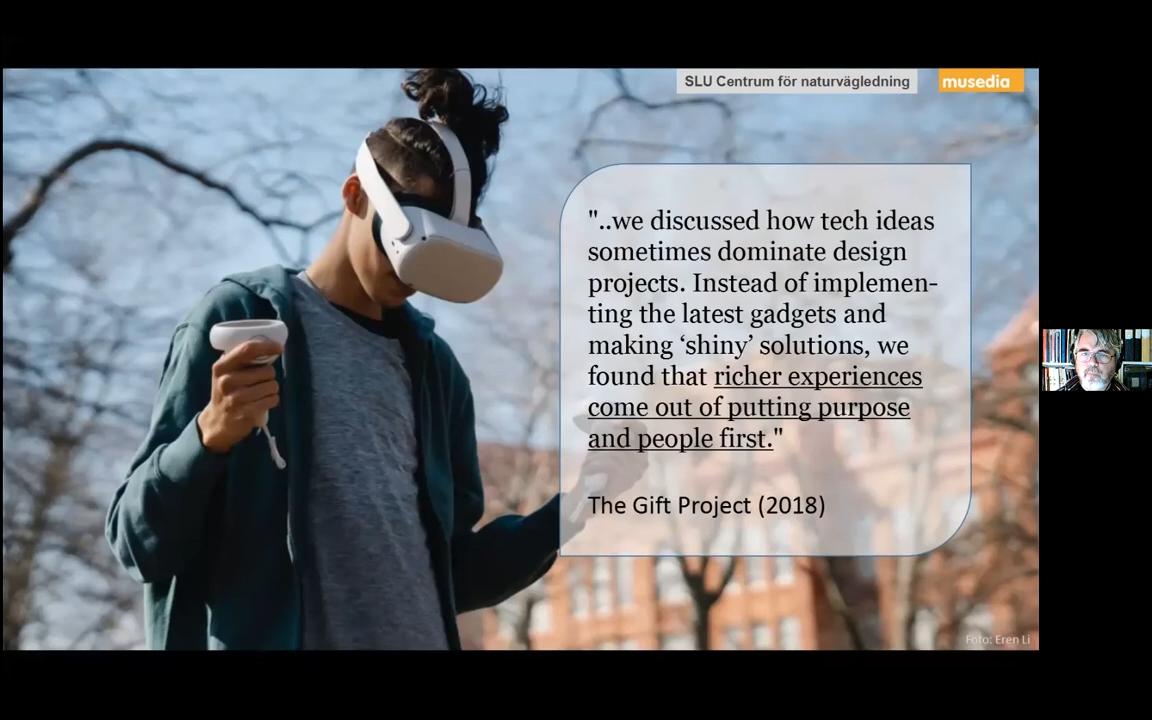 SLU Centrum för naturvägledning
musedia
"..we discussed how tech ideas
sometimes dominate design
projects. Instead of implemen-
ting the latest gadgets and
making ‘shiny’ solutions, we
found that richer experiences
come out of putting purpose
and people first."
The Gift Project (2018)
Foto: Eren Li